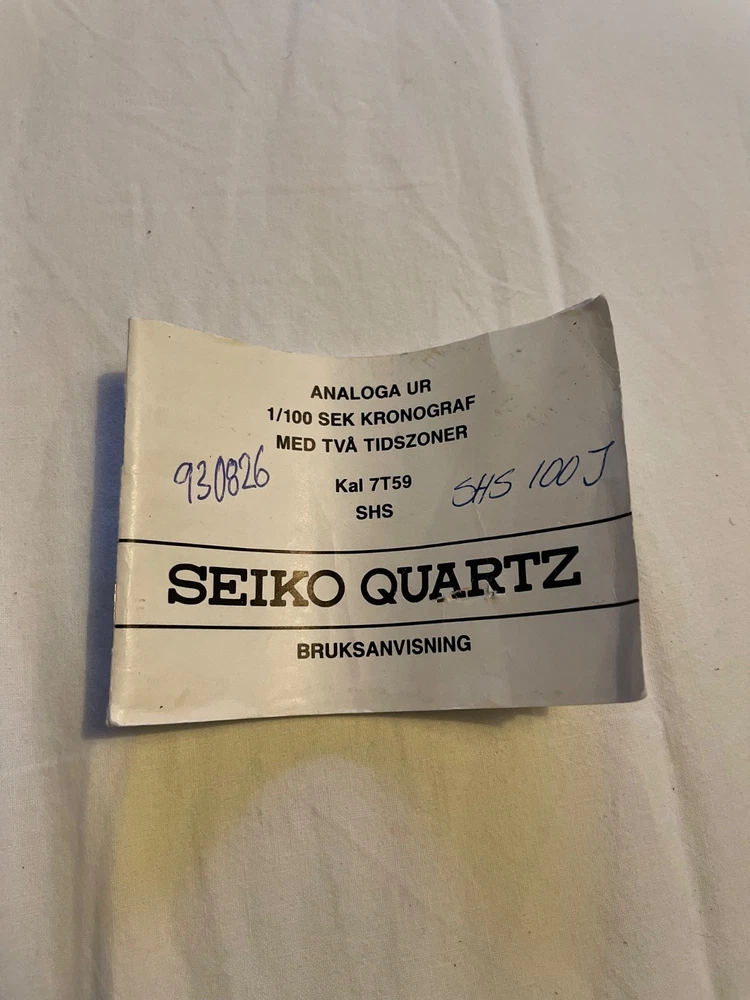 ANALOGA UR
1/100 SEK KRONOGRAF
MED TVÅ TIDSZONER
930826 Kal 7T59 SHS 100 J
SHS
SEIKO QUARTZ
BRUKSANVISNING